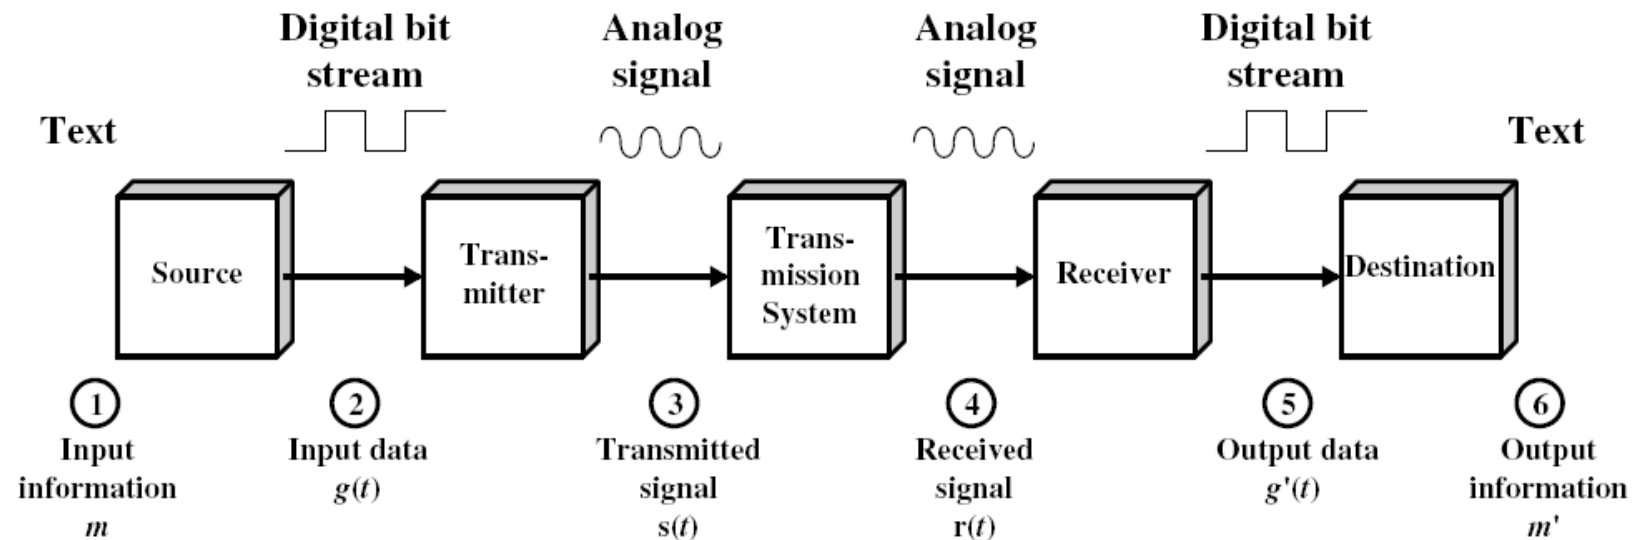 Digital bit
stream
Analog
signal
Analog
signal
Digital bit
stream
Text
Text
Source
Trans-
mitter
Trans-
mission
System
Receiver
Destination
1
Input
information
m
2
Input data
g(t)
3
Transmitted
signal
s(t)
4
Received
signal
r(t)
5
Output data
g'(t)
6
Output
information
m'